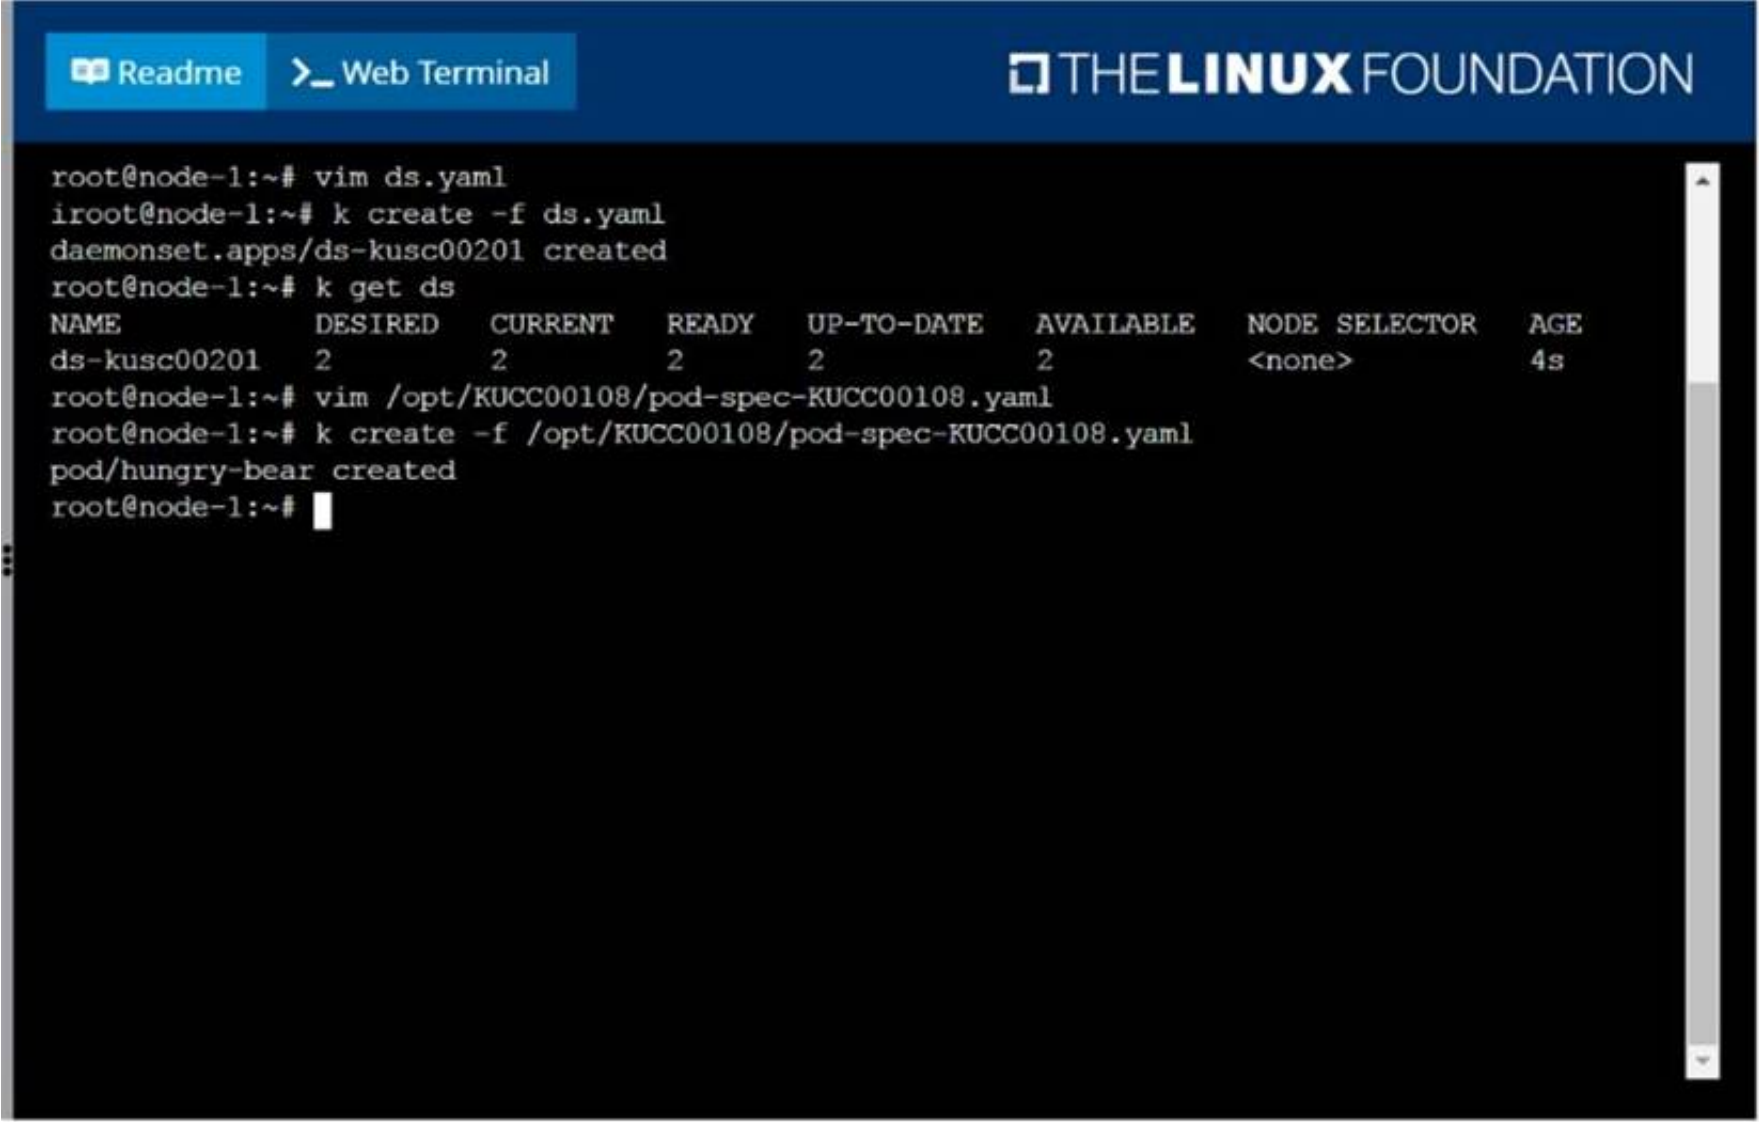 Readme >_ Web Terminal THE LINUX FOUNDATION
root@node-1:~# vim ds.yaml
iroot@node-1:~# k create -f ds.yaml
daemonset.apps/ds-kusc00201 created
root@node-1:~# k get ds
NAME DESIRED CURRENT READY UP-TO-DATE AVAILABLE NODE SELECTOR AGE
ds-kusc00201 2 2 2 2 2 <none> 4s
root@node-1:~# vim /opt/KUCC00108/pod-spec-KUCC00108.yaml
root@node-1:~# k create -f /opt/KUCC00108/pod-spec-KUCC00108.yaml
pod/hungry-bear created
root@node-1:~#